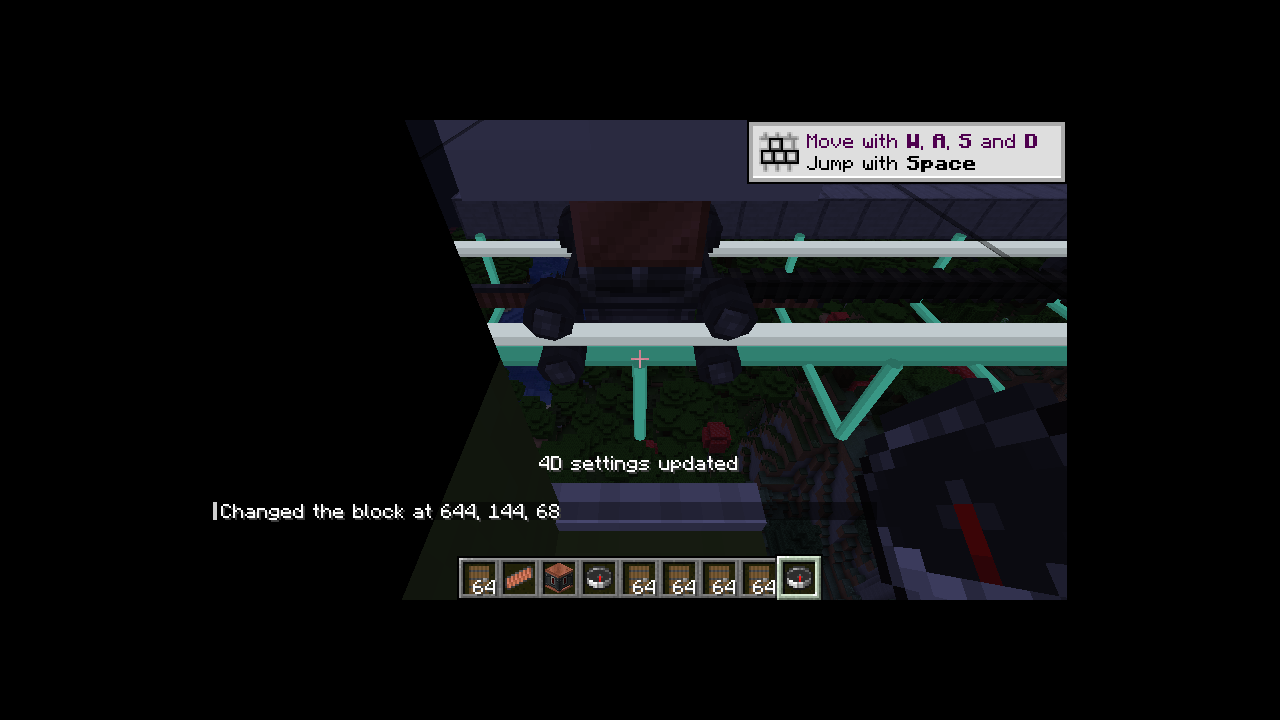 Move with W, A, S and D
Jump with Space
4D settings updated
Changed the block at 644, 144, 68
64 64 64 64 64